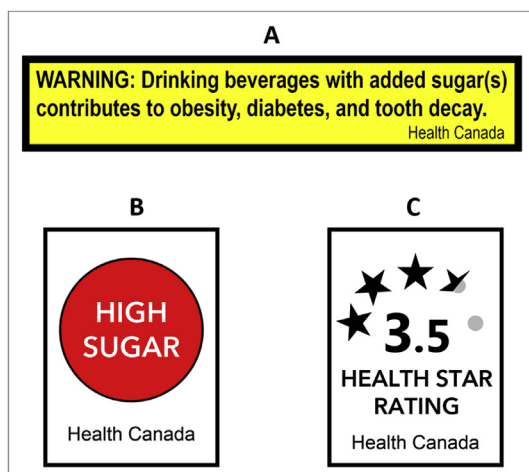 A
WARNING: Drinking beverages with added sugar(s)
contributes to obesity, diabetes, and tooth decay.
Health Canada
B
HIGH
SUGAR
Health Canada
C
3.5
HEALTH STAR
RATING
Health Canada